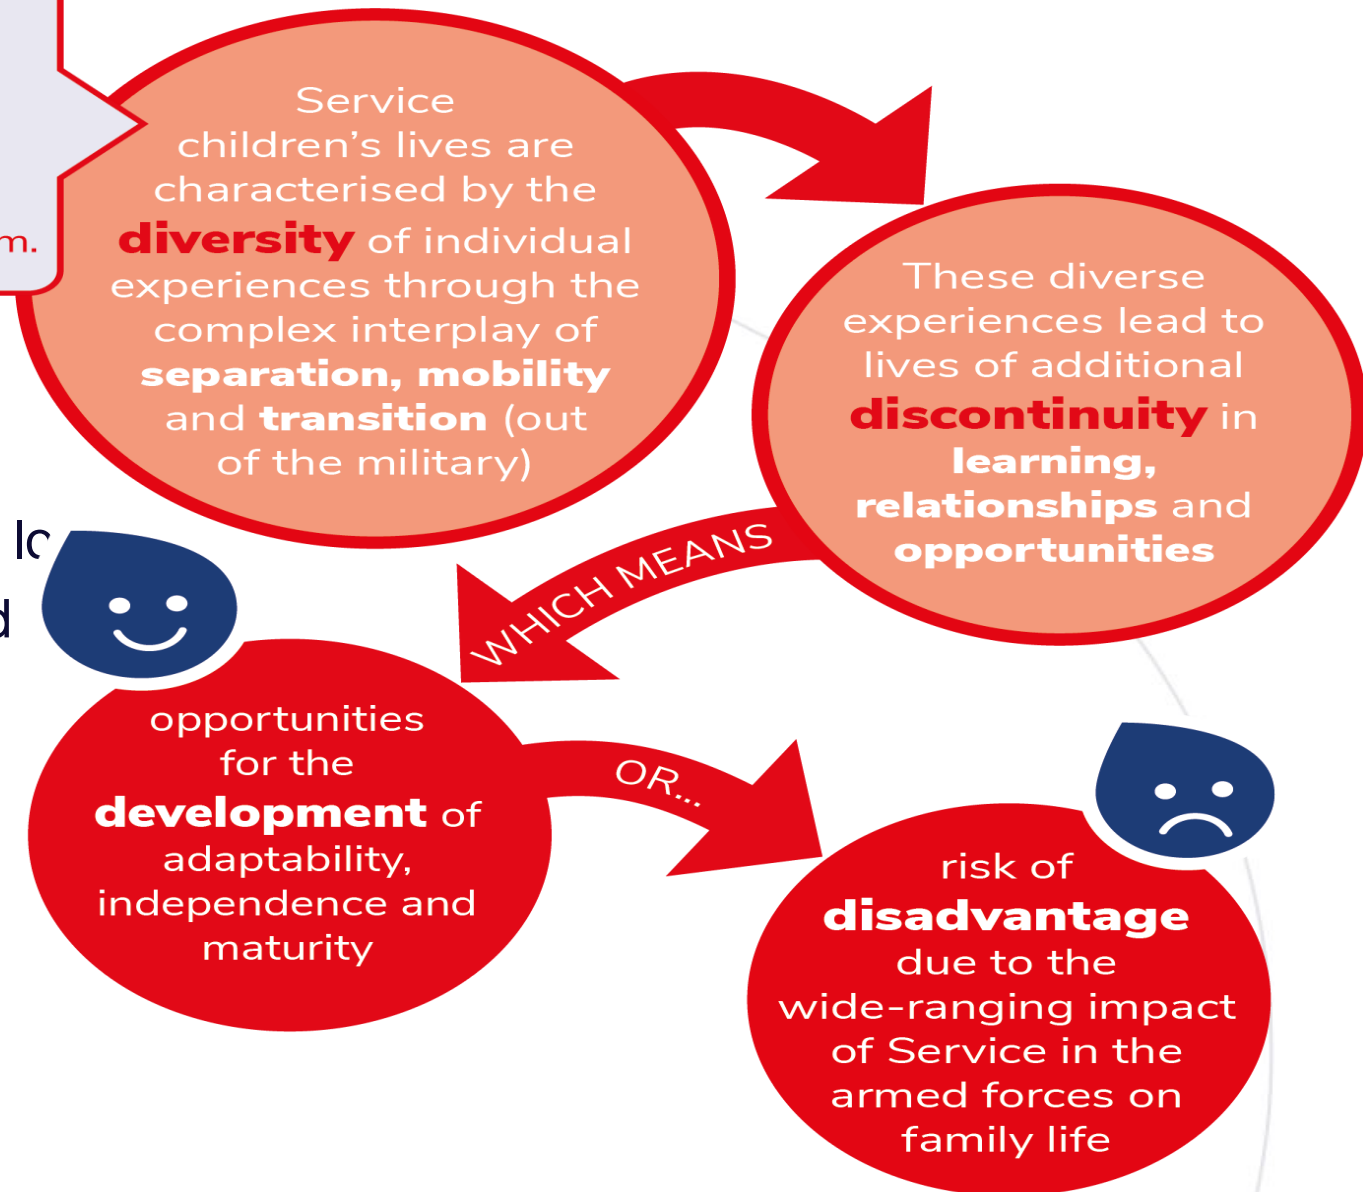 m.
Service
children's lives are
characterised by the
diversity of individual
experiences through the
complex interplay of
separation, mobility
and transition (out
of the military)
These diverse
experiences lead to
lives of additional
discontinuity in
learning,
relationships and
opportunities
WHICH MEANS
opportunities
for the
development of
adaptability,
independence and
maturity
OR...
risk of
disadvantage
due to the
wide-ranging impact
of Service in the
armed forces on
family life